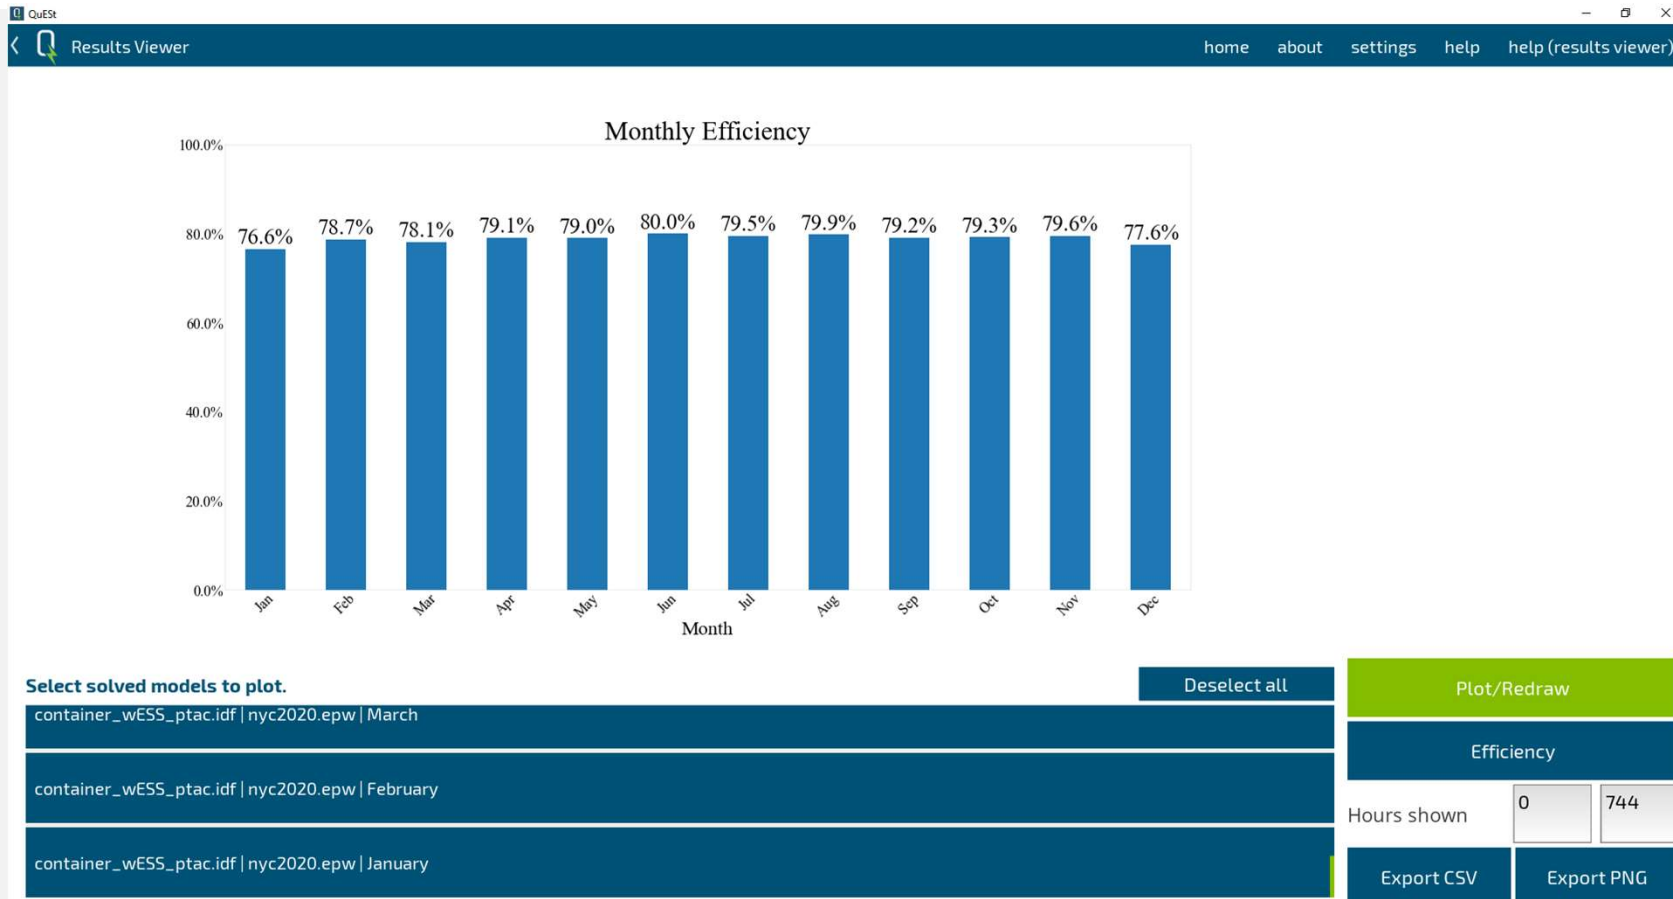 QuESt
Results Viewer home about settings help help (results viewer)
Monthly Efficiency
100.0%
80.0%
60.0%
40.0%
20.0%
0.0%
76.6% 78.7% 78.1% 79.1% 79.0% 80.0% 79.5% 79.9% 79.2% 79.3% 79.6% 77.6%
Jan Feb Mar Apr May Jun Jul Aug Sep Oct Nov Dec
Month
Select solved models to plot. Deselect all
container_wESS_ptac.idf | nyc2020.epw | March
container_wESS_ptac.idf | nyc2020.epw | February
container_wESS_ptac.idf | nyc2020.epw | January
Plot/Redraw
Efficiency
Hours shown 0 744
Export CSV Export PNG